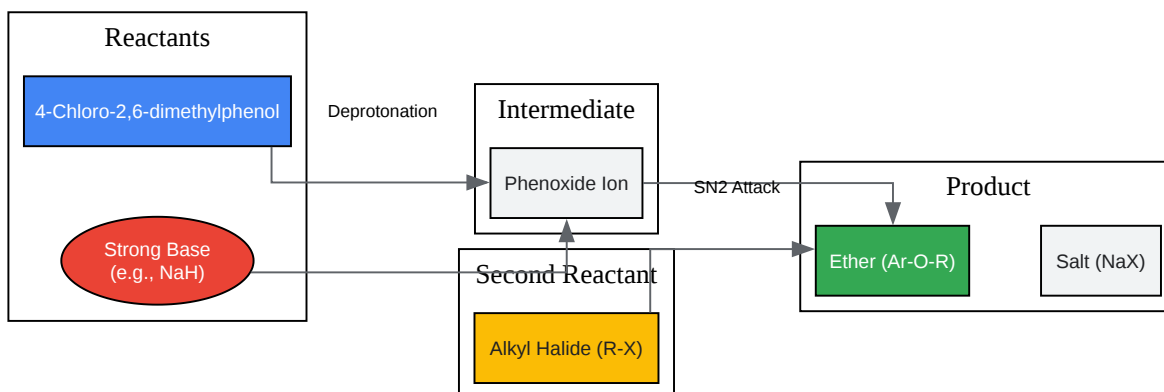 Reactants
4-Chloro-2,6-dimethylphenol
Strong Base
(e.g., NaH)
Deprotonation
Intermediate
Phenoxide Ion
Second Reactant
Alkyl Halide (R-X)
SN2 Attack
Product
Ether (Ar-O-R)
Salt (NaX)